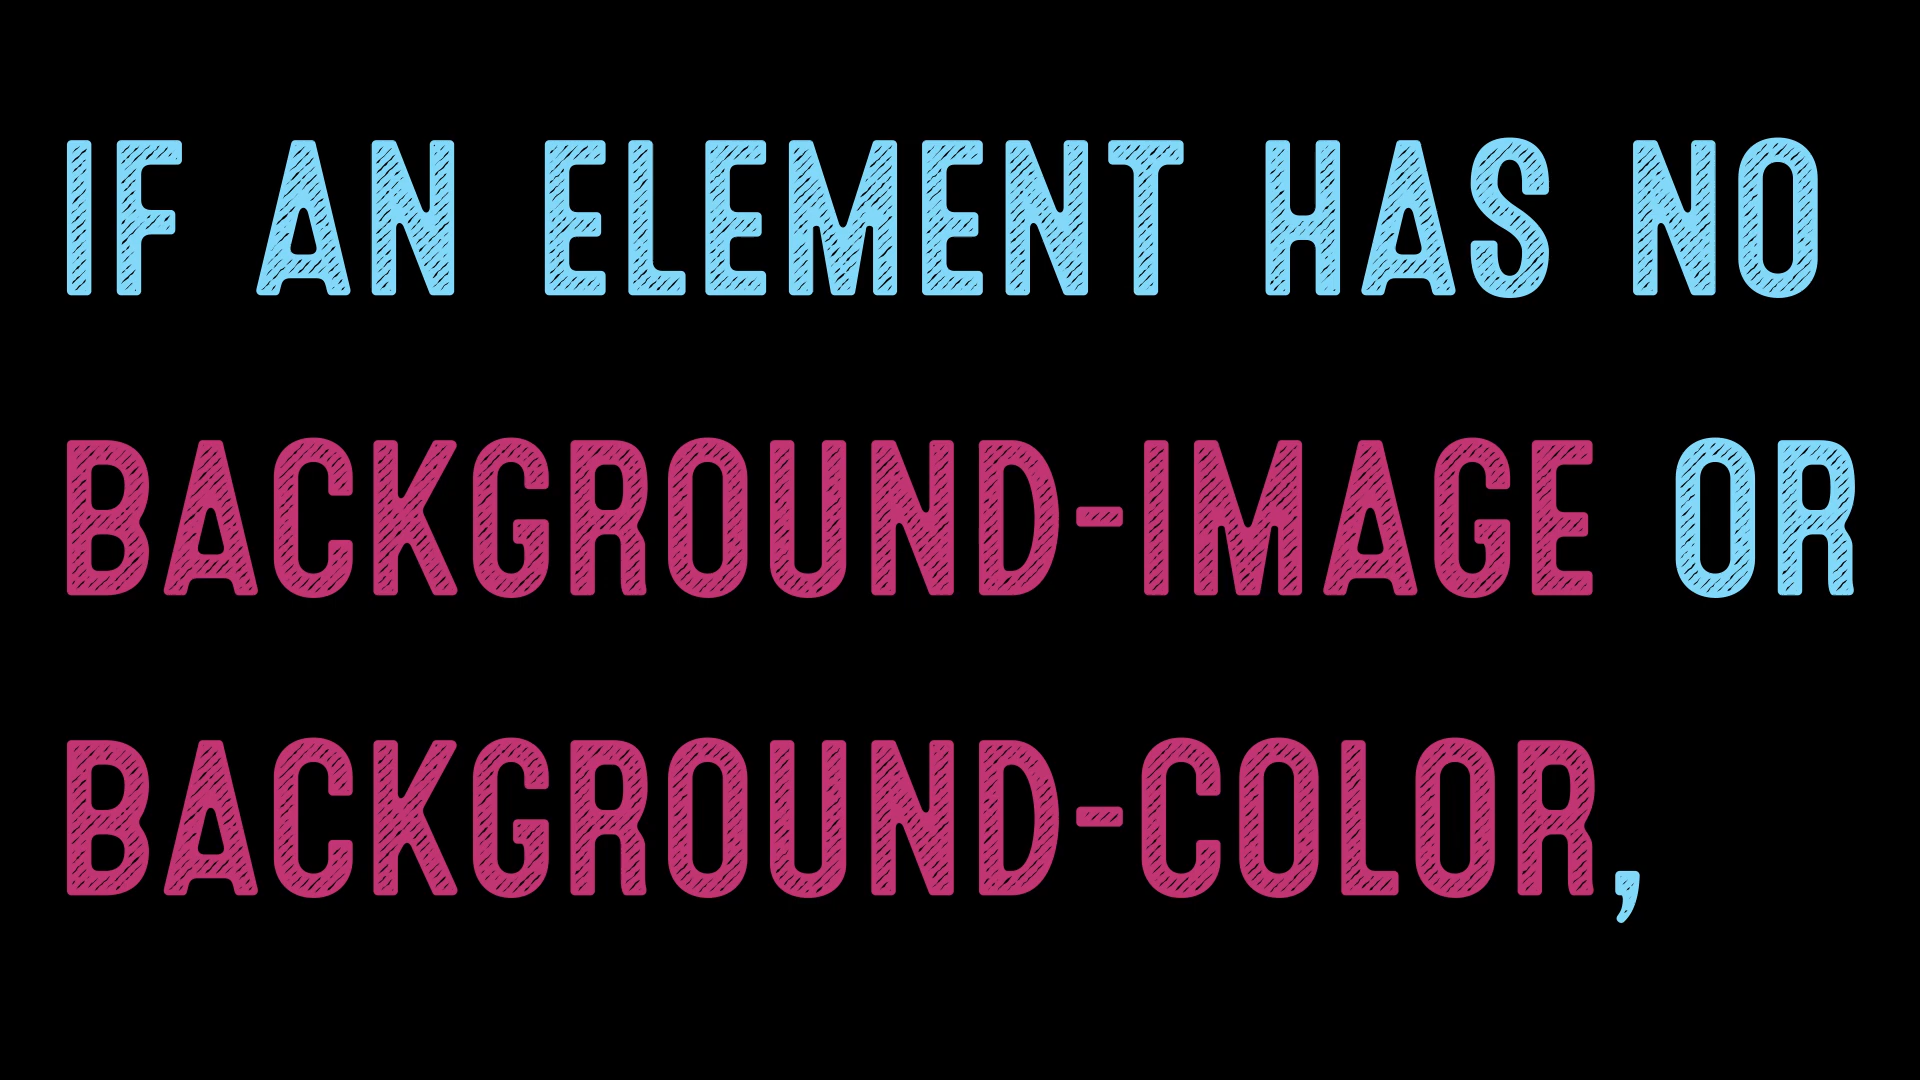 IF AN ELEMENT HAS NO
BACKGROUND-IMAGE OR
BACKGROUND-COLOR,